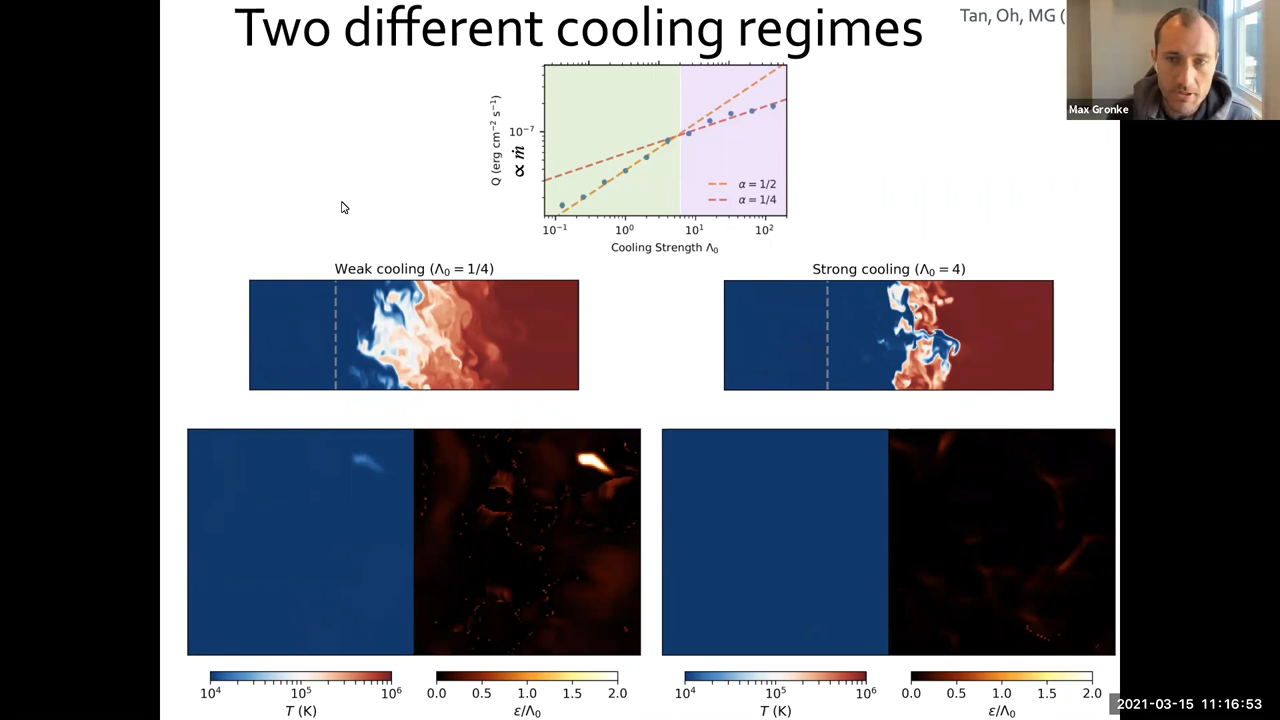 Two different cooling regimes
Tan, Oh, MG (
Max Gronke
Q (erg cm⁻² s⁻¹)
∝ ṁ
10⁻⁷
α = 1/2
α = 1/4
10⁻¹ 10⁰ 10¹ 10²
Cooling Strength Λ₀
Weak cooling (Λ₀ = 1/4)
Strong cooling (Λ₀ = 4)
10⁴ 10⁵ 10⁶
T (K)
0.0 0.5 1.0 1.5 2.0
ε/Λ₀
10⁴ 10⁵ 10⁶
T (K)
0.0 0.5 1.0 1.5 2.0
ε/Λ₀
2021-03-15 11:16:53